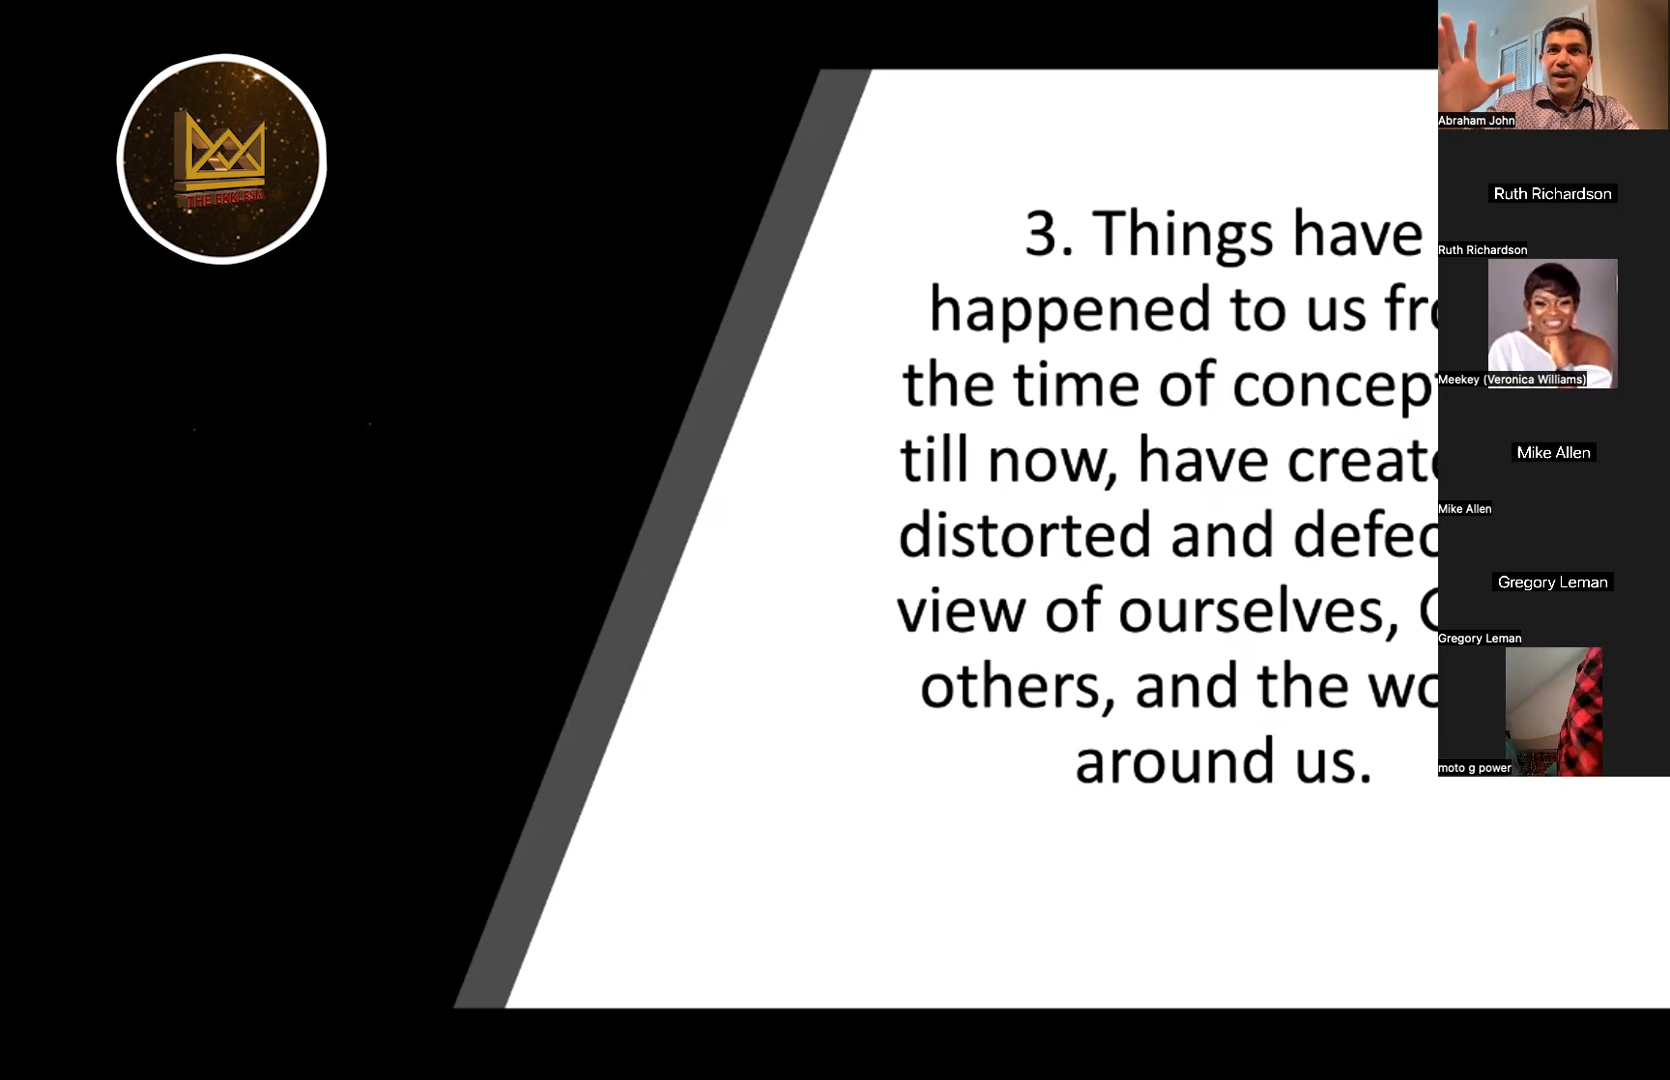 THE EKKLESIA
3. Things have
happened to us
the time of
till now, have
distorted and
view of ourselves,
others, and the
around us.
Abraham John
Ruth Richardson
Ruth Richardson
Meekey (Veronica Williams)
Mike Allen
Mike Allen
Gregory Leman
Gregory Leman
moto g power